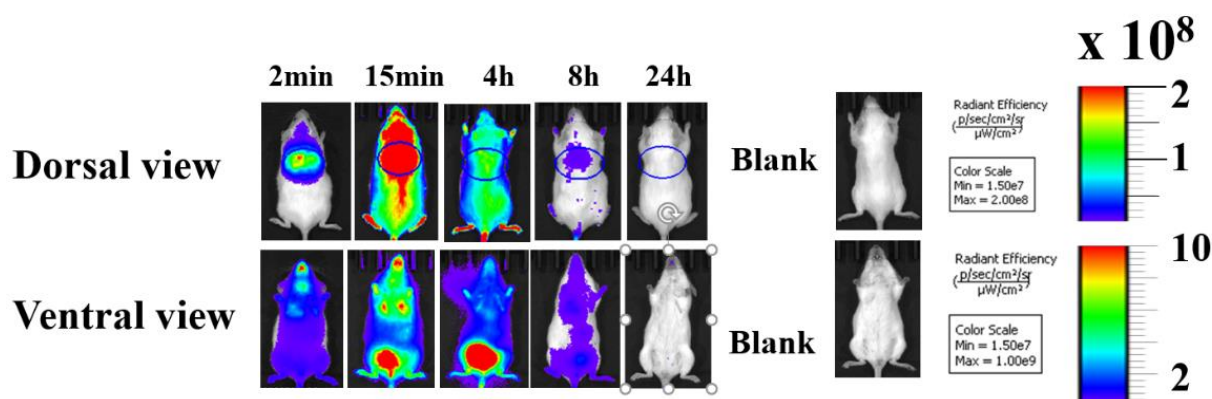 x 10⁸
2min 15min 4h 8h 24h
Dorsal view
Blank
Radiant Efficiency
(p/sec/cm²/sr
μW/cm²)
Color Scale
Min = 1.50e7
Max = 2.00e8
2
1
Ventral view
Blank
Radiant Efficiency
(p/sec/cm²/sr
μW/cm²)
Color Scale
Min = 1.50e7
Max = 1.00e9
10
2